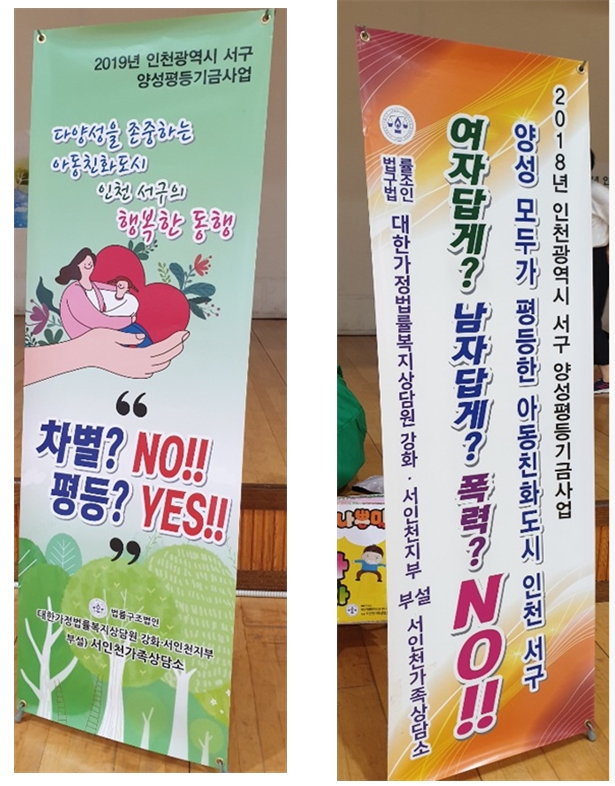 2019년 인천광역시 서구
양성평등기금사업
다양성을 존중하는
아동친화도시
인천 서구의
행복한 동행
“
차별? NO!!
평등? YES!!
”
법률구조법인
대한가정법률복지상담원 강화·서인천지부
부설) 서인천가족상담소
2018년 인천광역시 서구 양성평등기금사업
양성 모두가 평등한 아동친화도시 인천 서구
여자답게? 남자답게? 폭력? NO!!
법률구조법인 대한가정법률복지상담원 강화·서인천지부 부설 서인천가족상담소